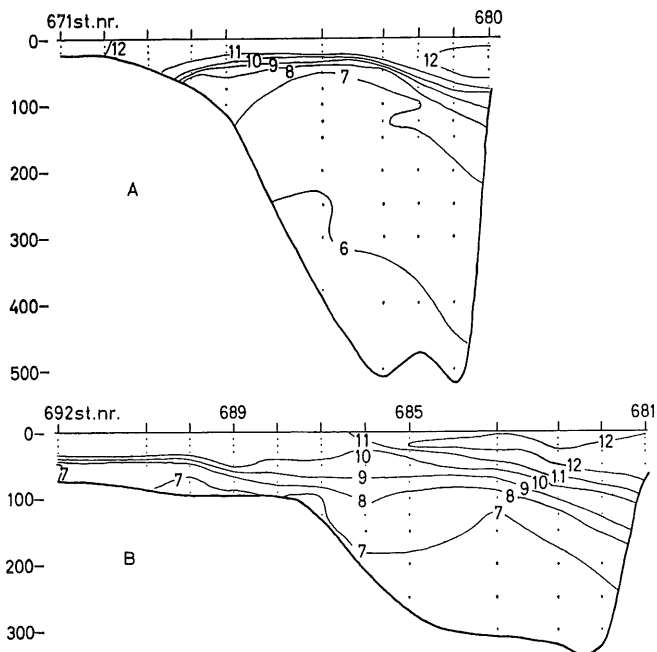 671st.nr. 680
0-
/12 11 10 9 8 7 12
100-
A
200-
300- 6
400-
500-
692st.nr. 689 685 681
0-
11 12
10
7 7 9 10 11 12
100- 8 8 9
7 7
B
200-
300-